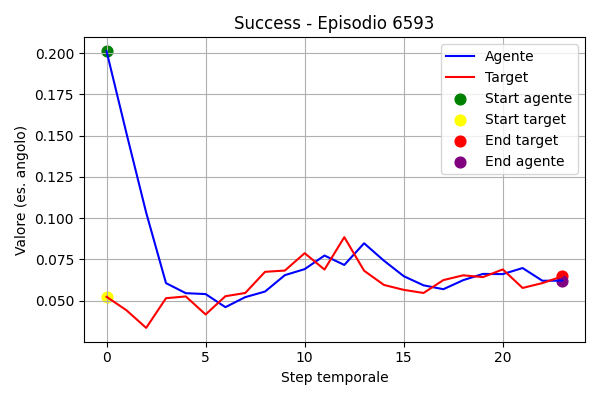 Success - Episodio 6593
Valore (es. angolo)
0.200
0.175
0.150
0.125
0.100
0.075
0.050
0
5
10
15
20
Step temporale
Agente
Target
Start agente
Start target
End target
End agente